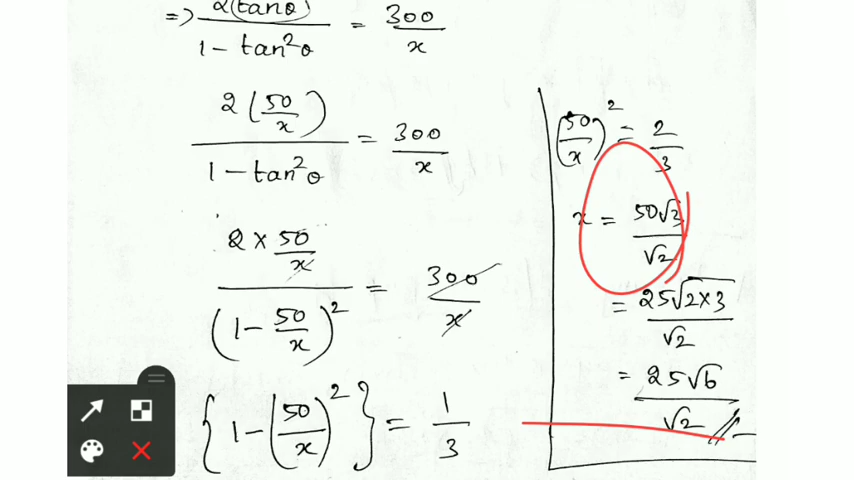 => 2(tanθ) / 1 - tan²θ = 300 / x
2(50/x) / 1 - tan²θ = 300 / x
2 × 50/x / (1 - 50/x)² = 300 / x
{1 - (50/x)²} = 1/3
(50/x)² = 2/3
x = 50√3 / √2
= 25√2×3 / √2
= 25√6 / √2